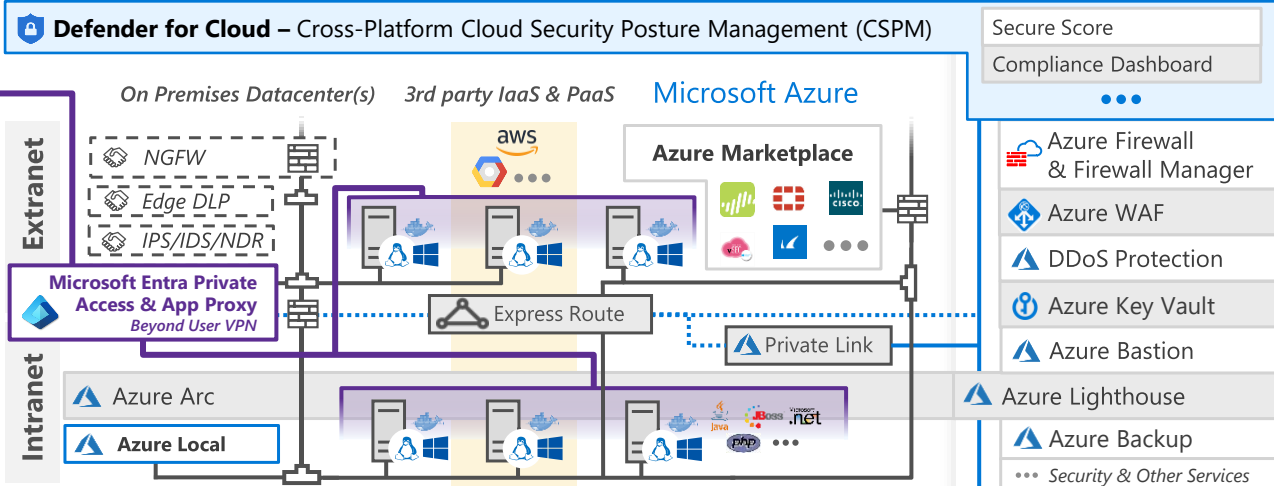 Defender for Cloud – Cross-Platform Cloud Security Posture Management (CSPM)
Secure Score
Compliance Dashboard
On Premises Datacenter(s)
3rd party IaaS & PaaS
Microsoft Azure
Extranet
NGFW
Edge DLP
IPS/IDS/NDR
aws
Azure Marketplace
CISCO
Microsoft Entra Private
Access & App Proxy
Beyond User VPN
Express Route
Private Link
Intranet
Azure Arc
Azure Local
Java
JBoss
Microsoft
.net
php
Azure Firewall
& Firewall Manager
Azure WAF
DDoS Protection
Azure Key Vault
Azure Bastion
Azure Lighthouse
Azure Backup
Security & Other Services